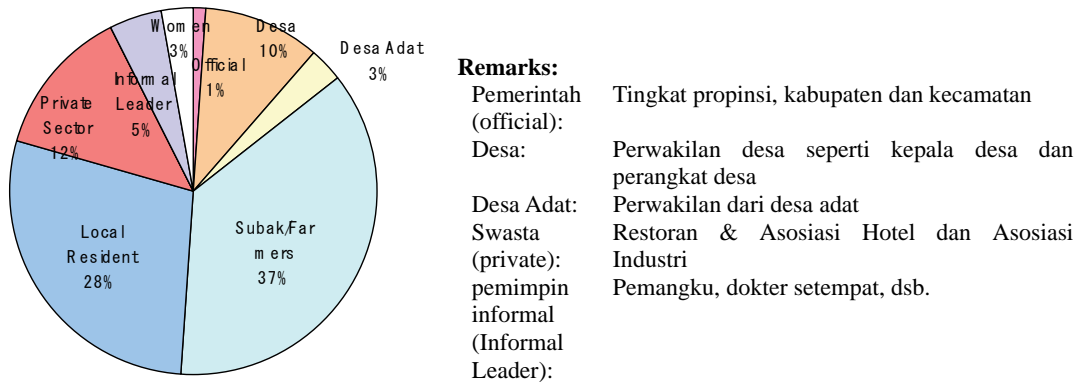 Women
3%
Official
1%
Desa
10%
Desa Adat
3%
Informal
Leader
5%
Private
Sector
12%
Local
Resident
28%
Subak/Far
mers
37%
Remarks:
Pemerintah (official): Tingkat propinsi, kabupaten dan kecamatan
Desa: Perwakilan desa seperti kepala desa dan
perangkat desa
Desa Adat: Perwakilan dari desa adat
Swasta (private): Restoran & Asosiasi Hotel dan Asosiasi
Industri
pemimpin informal (Informal Leader): Pemangku, dokter setempat, dsb.